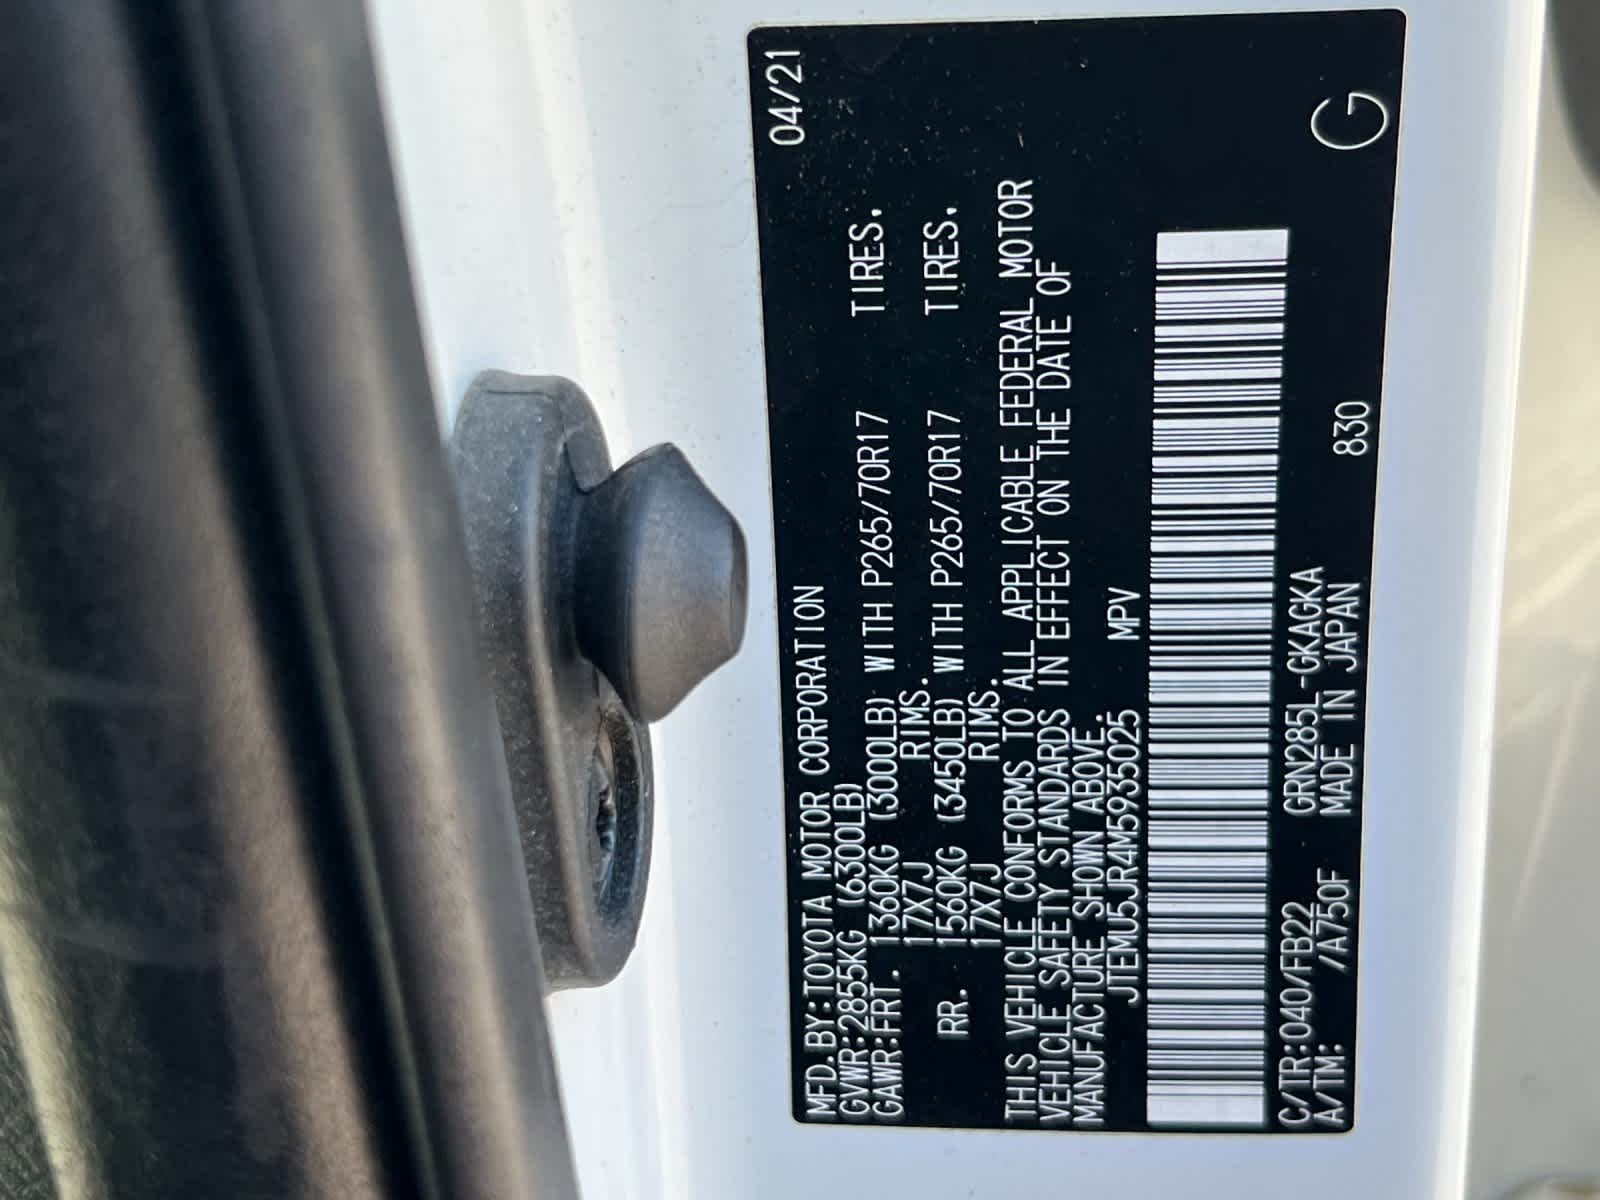 MFD. BY: TOYOTA MOTOR CORPORATION 04/21
GVWR: 2855KG (6300LB)
GAWR: FRT. 1360KG (3000LB) WITH P265/70R17 TIRES.
17X7J RIMS.
RR. 1560KG (3450LB) WITH P265/70R17 TIRES.
17X7J RIMS.
THIS VEHICLE CONFORMS TO ALL APPLICABLE FEDERAL MOTOR
VEHICLE SAFETY STANDARDS IN EFFECT ON THE DATE OF
MANUFACTURE SHOWN ABOVE.
JTEMU5JR4M5935025 MPV
C/TR: 040/FB22 GRN285L-GKAGKA
A/TM: /A750F MADE IN JAPAN 830 G